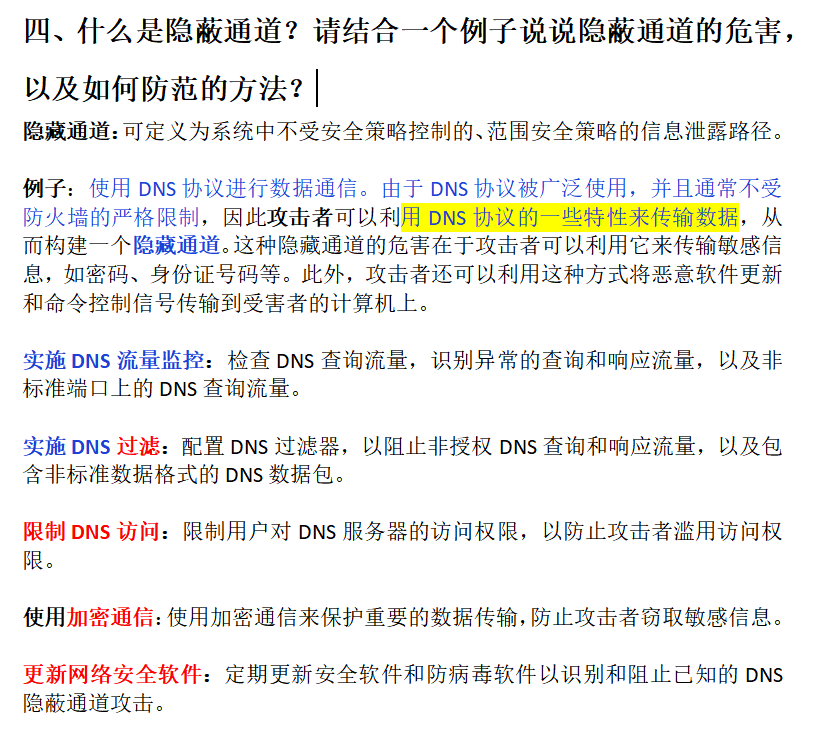 四、什么是隐蔽通道？请结合一个例子说说隐蔽通道的危害，
以及如何防范的方法？
隐藏通道：可定义为系统中不受安全策略控制的、范围安全策略的信息泄露路径。
例子：使用 DNS 协议进行数据通信。由于 DNS 协议被广泛使用，并且通常不受
防火墙的严格限制，因此攻击者可以利用 DNS 协议的一些特性来传输数据，从
而构建一个隐藏通道。这种隐藏通道的危害在于攻击者可以利用它来传输敏感信
息，如密码、身份证号码等。此外，攻击者还可以利用这种方式将恶意软件更新
和命令控制信号传输到受害者的计算机上。
实施 DNS 流量监控：检查 DNS 查询流量，识别异常的查询和响应流量，以及非
标准端口上的 DNS 查询流量。
实施 DNS 过滤：配置 DNS 过滤器，以阻止非授权 DNS 查询和响应流量，以及包
含非标准数据格式的 DNS 数据包。
限制 DNS 访问：限制用户对 DNS 服务器的访问权限，以防止攻击者滥用访问权
限。
使用加密通信：使用加密通信来保护重要的数据传输，防止攻击者窃取敏感信息。
更新网络安全软件：定期更新安全软件和防病毒软件以识别和阻止已知的 DNS
隐蔽通道攻击。